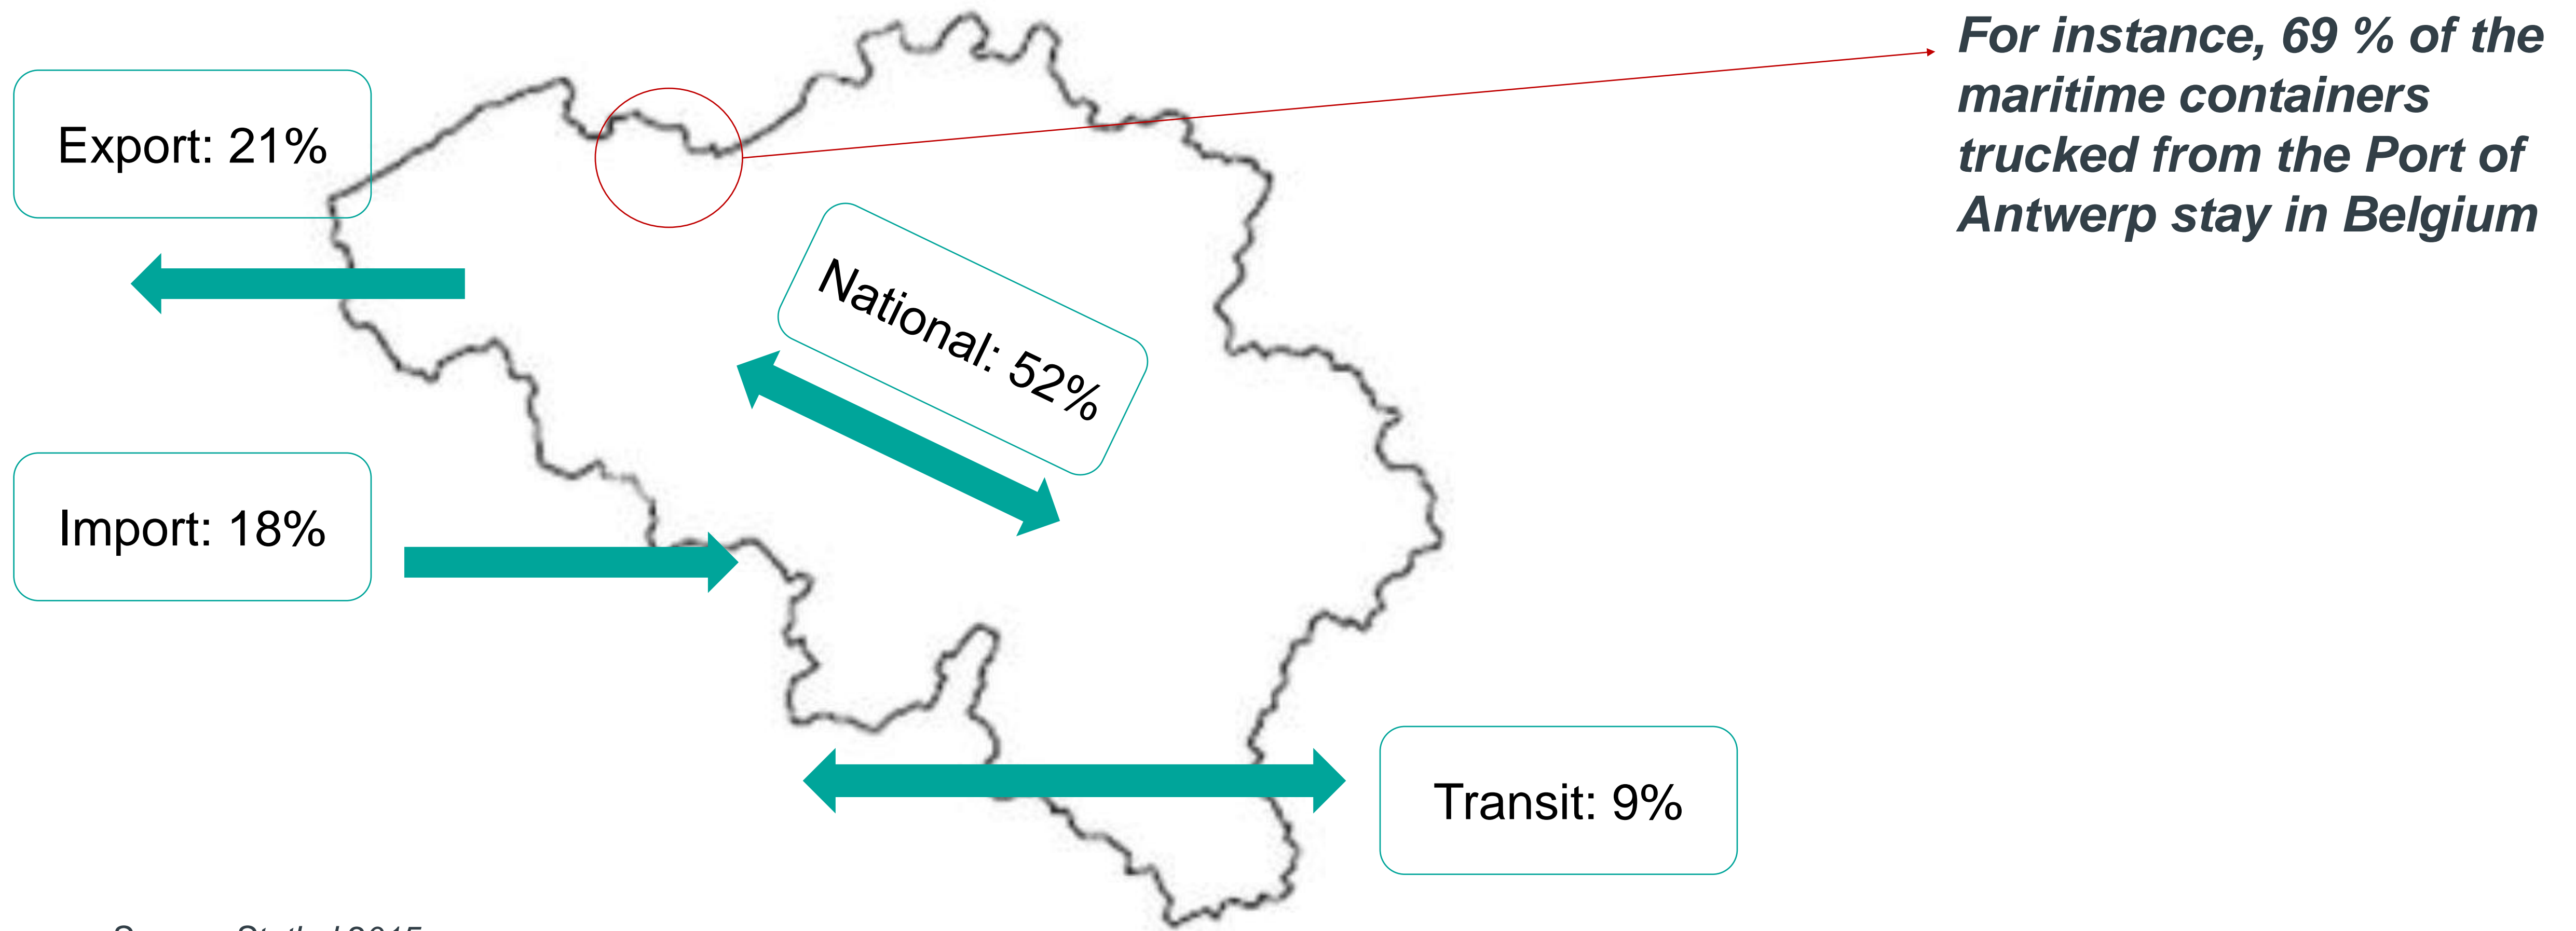 For instance, 69 % of the
maritime containers
trucked from the Port of
Antwerp stay in Belgium
Export: 21%
National: 52%
Import: 18%
Transit: 9%